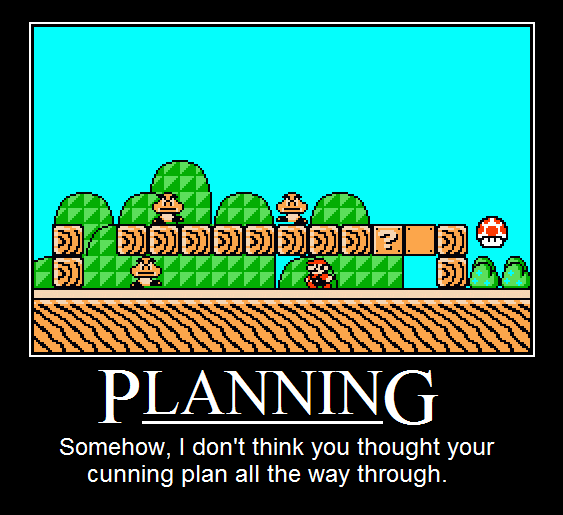 ?
PLANNING
Somehow, I don't think you thought your
cunning plan all the way through.